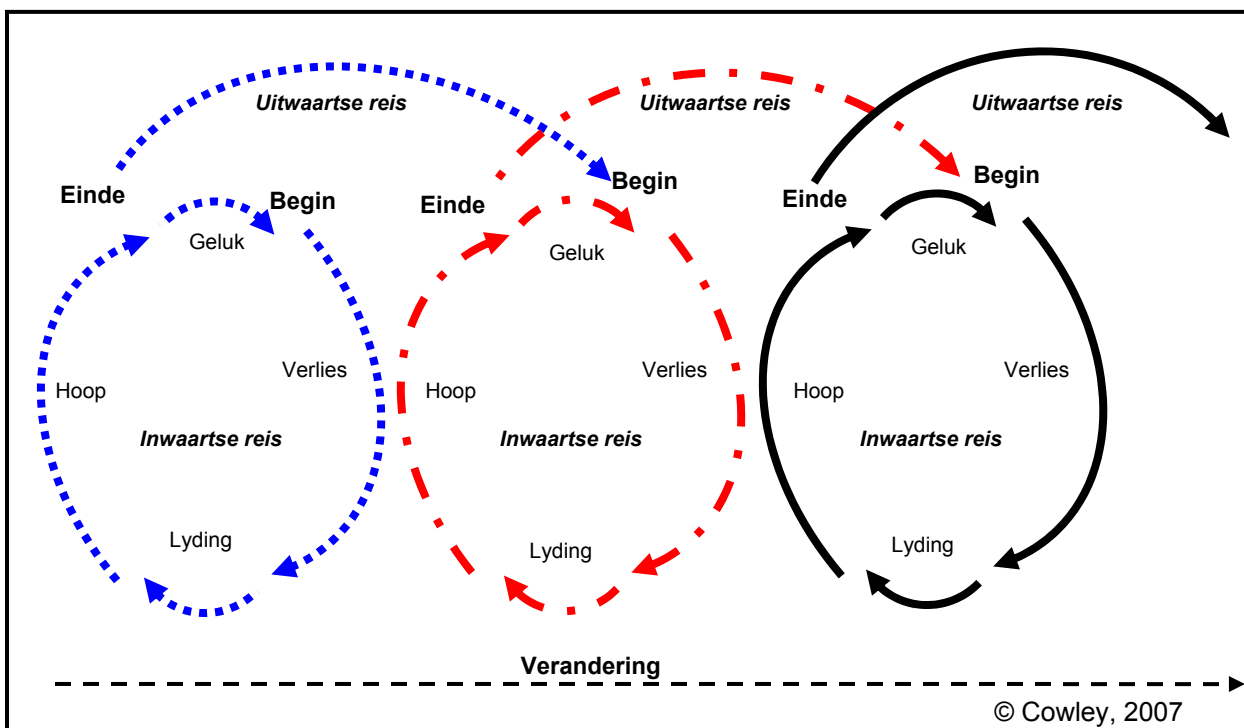 Uitwaartse reis
Uitwaartse reis
Uitwaartse reis
Einde
Begin
Geluk
Einde
Begin
Geluk
Einde
Begin
Geluk
Hoop
Verlies
Hoop
Verlies
Hoop
Verlies
Inwaartse reis
Inwaartse reis
Inwaartse reis
Lyding
Lyding
Lyding
Verandering
© Cowley, 2007